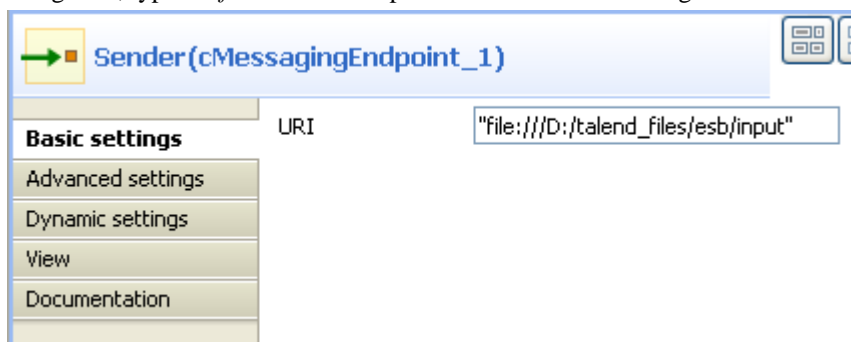 Sender(cMessagingEndpoint_1)
Basic settings
URI
"file:///D:/talend_files/esb/input"
Advanced settings
Dynamic settings
View
Documentation